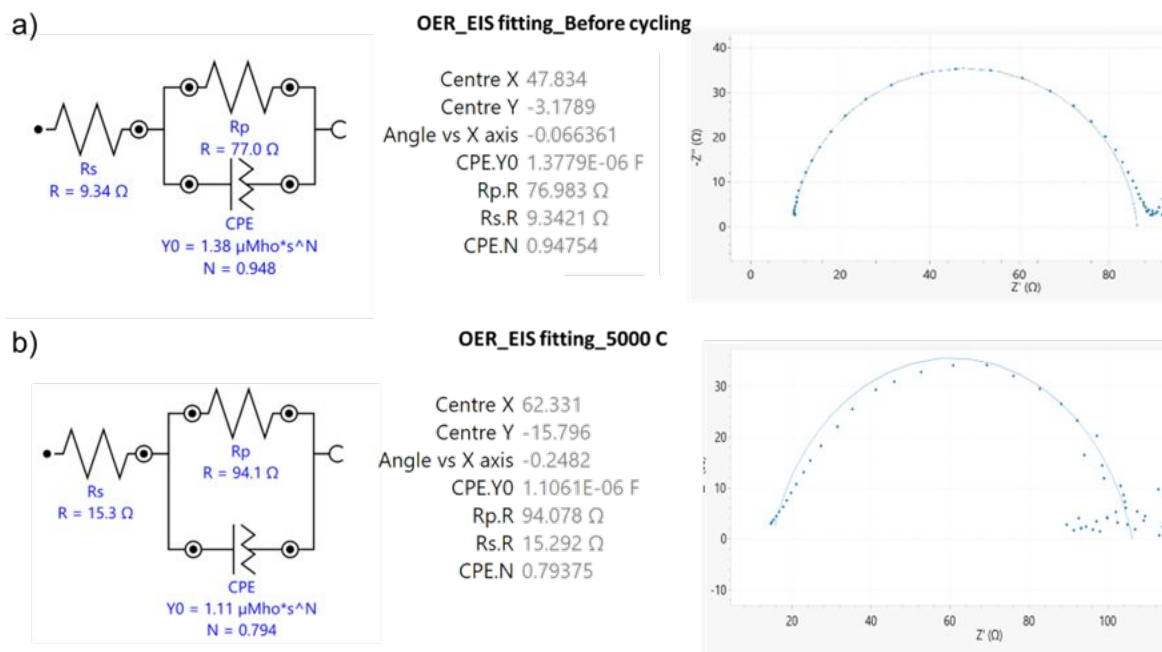 a)
OER_EIS fitting_Before cycling
Rp
R = 77.0 Ω
Rs
R = 9.34 Ω
CPE
Y0 = 1.38 µMho*s^N
N = 0.948
Centre X 47.834
Centre Y -3.1789
Angle vs X axis -0.066361
CPE.Y0 1.3779E-06 F
Rp.R 76.983 Ω
Rs.R 9.3421 Ω
CPE.N 0.94754
-Z'' (Ω)
40
30
20
10
0
0 20 40 60 80
Z' (Ω)
b)
OER_EIS fitting_5000 C
Rp
R = 94.1 Ω
Rs
R = 15.3 Ω
CPE
Y0 = 1.11 µMho*s^N
N = 0.794
Centre X 62.331
Centre Y -15.796
Angle vs X axis -0.2482
CPE.Y0 1.1061E-06 F
Rp.R 94.078 Ω
Rs.R 15.292 Ω
CPE.N 0.79375
30
20
10
0
-10
20 40 60 80 100
Z' (Ω)